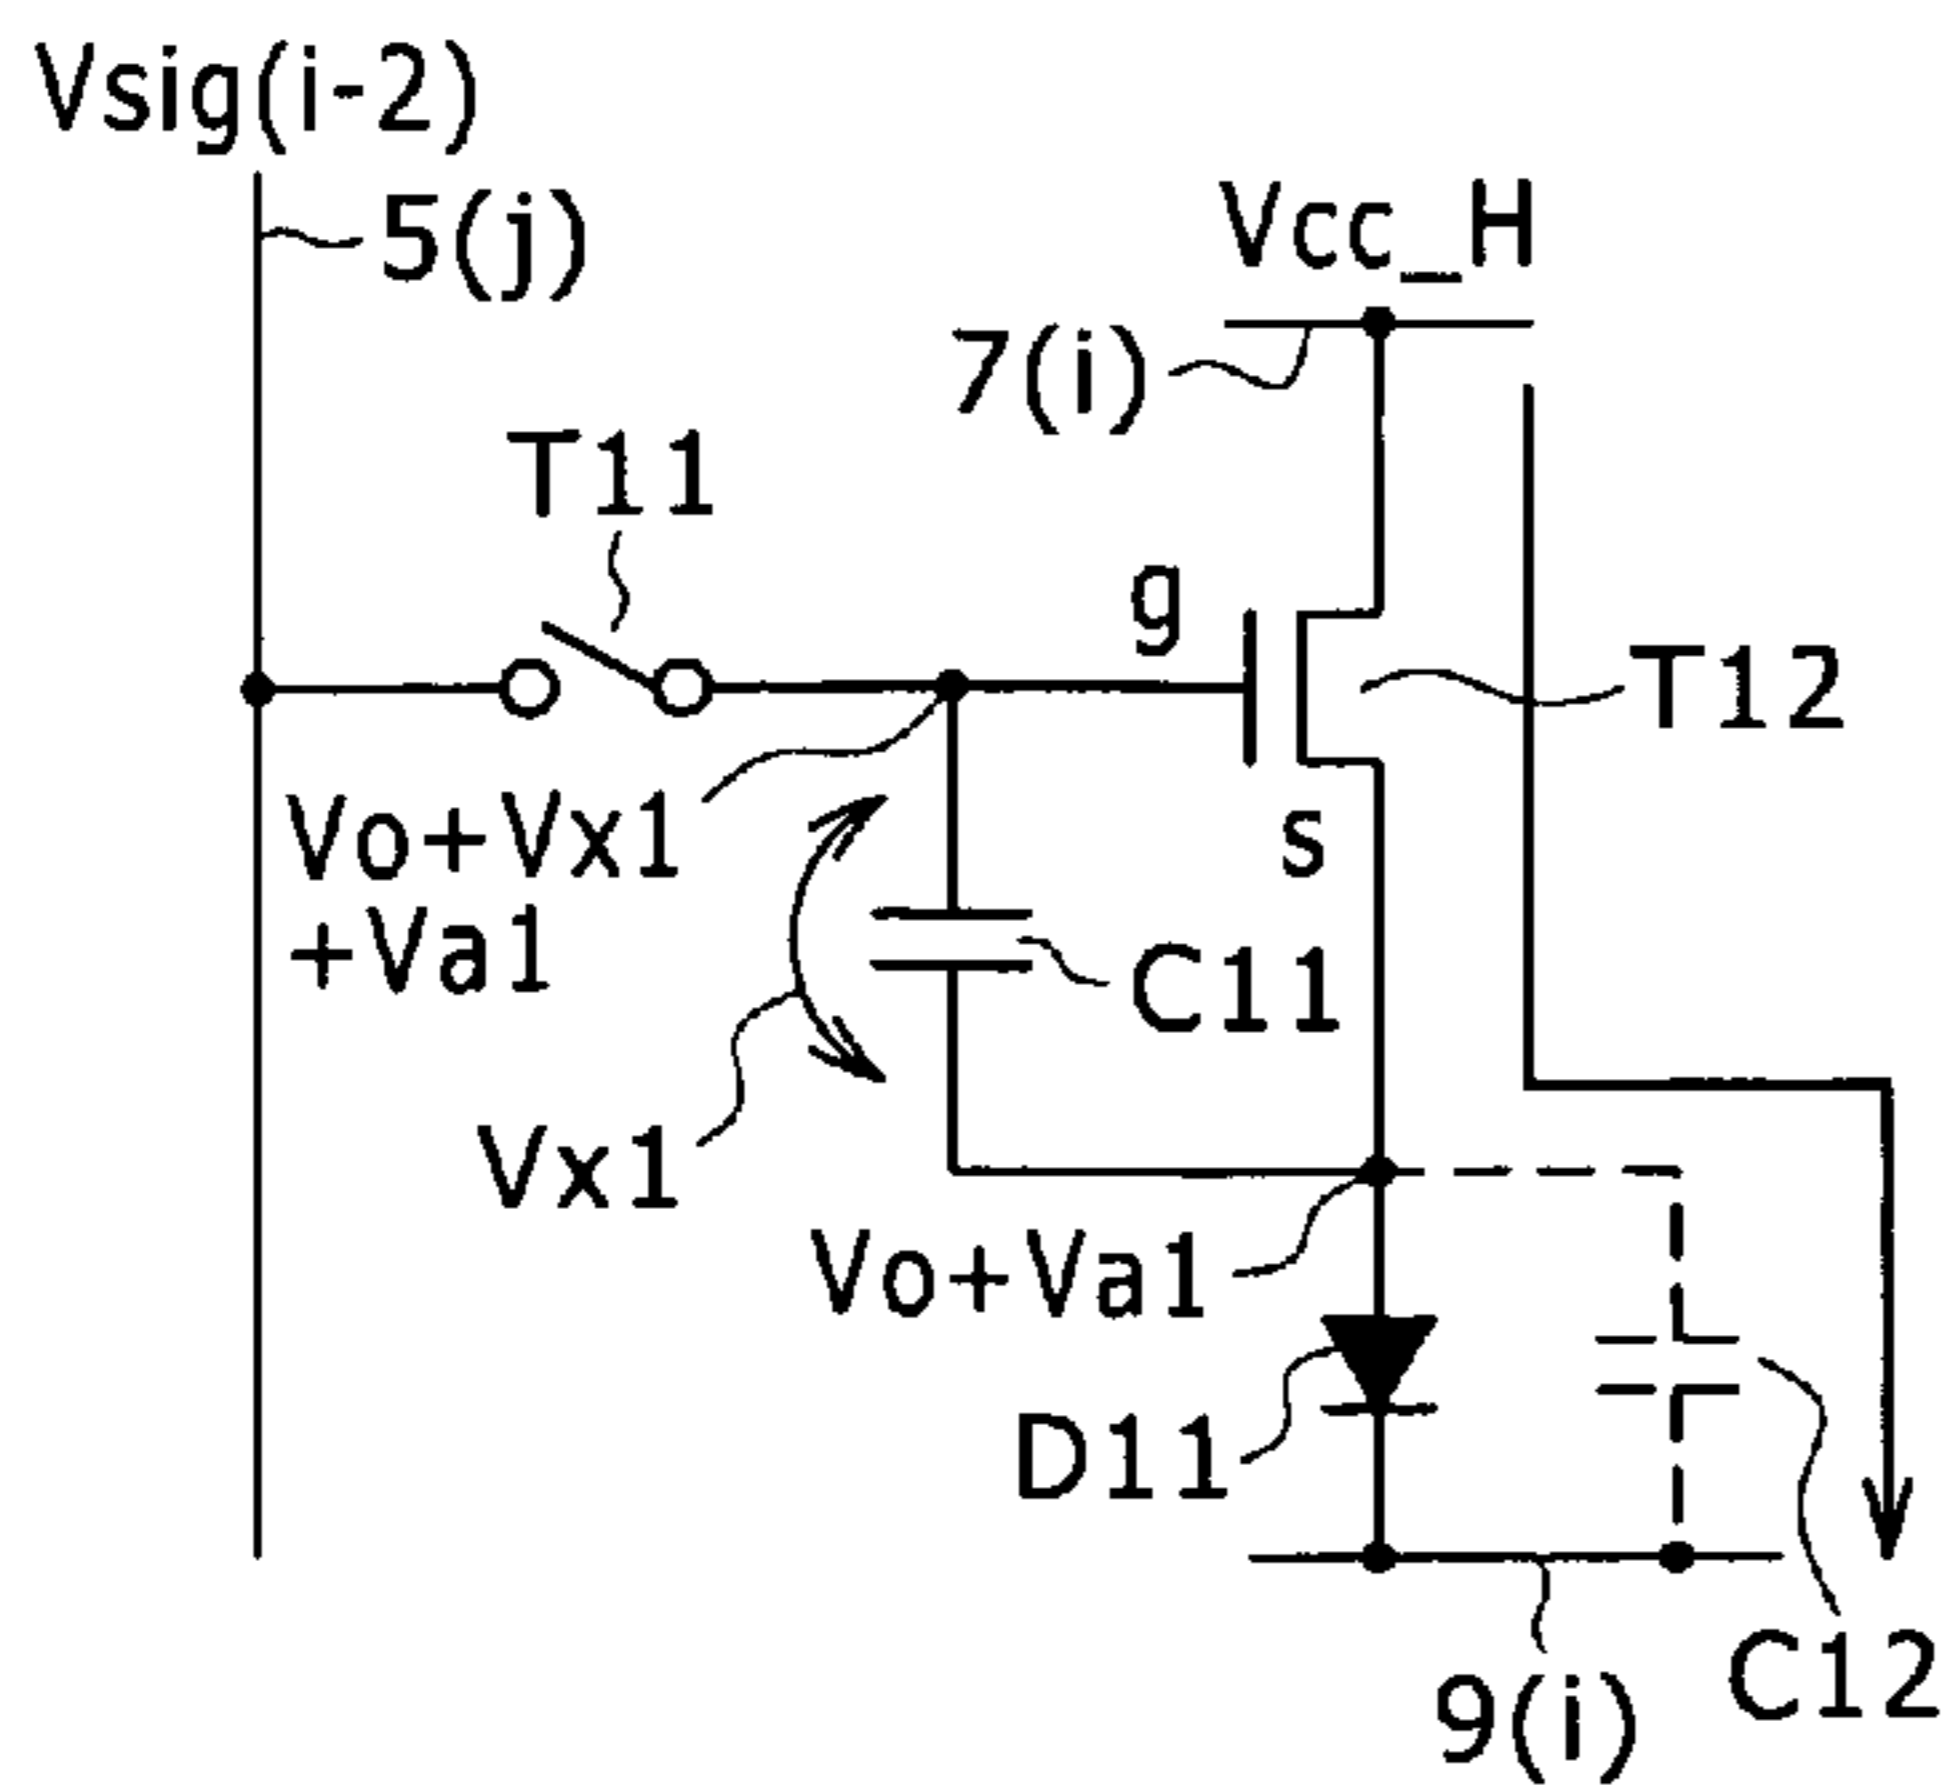 Vsig(i-2)
5(j)
Vcc_H
7(i)
T11
g
T12
Vo+Vx1
+Va1
s
C11
Vx1
Vo+Va1
D11
C12
9(i)